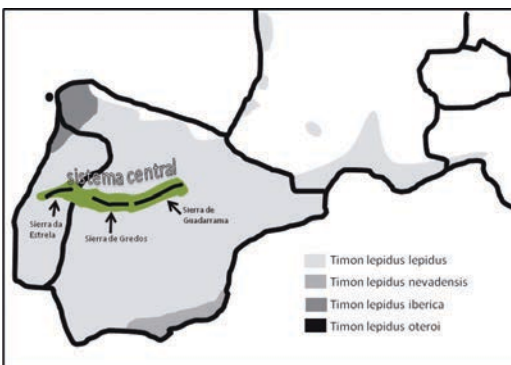 sistema central
Sierra da
Estrela
Sierra de Gredos
Sierra de
Guadarrama
Timon lepidus lepidus
Timon lepidus nevadensis
Timon lepidus iberica
Timon lepidus oteroi